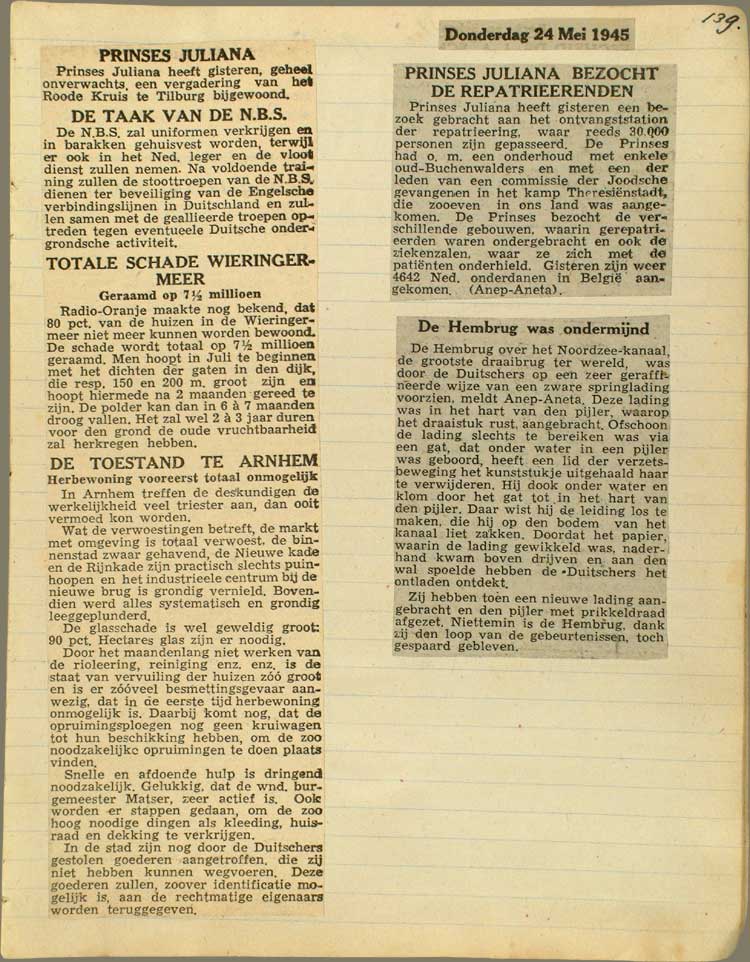 139.
PRINSES JULIANA
Prinses Juliana heeft gisteren, geheel
onverwachts, een vergadering van het
Roode Kruis te Tilburg bijgewoond.
DE TAAK VAN DE N.B.S.
De N.B.S. zal uniformen verkrijgen en
in barakken gehuisvest worden, terwijl
er ook in het Ned. leger en de vloot
dienst zullen nemen. Na voldoende trai-
ning zullen de stoottroepen van de N.B.S.
dienen ter beveiliging van de Engelsche
verbindingslijnen in Duitschland en zul-
len samen met de geallieerde troepen op-
treden tegen eventueele Duitsche onder-
grondsche activiteit.
TOTALE SCHADE WIERINGER-
MEER
Geraamd op 7½ millioen
Radio-Oranje maakte nog bekend, dat
80 pct. van de huizen in de Wieringer-
meer niet meer kunnen worden bewoond.
De schade wordt totaal op 7½ millioen
geraamd. Men hoopt in Juli te beginnen
met het dichten der gaten in den dijk,
die resp. 150 en 200 m. groot zijn en
hoopt hiermede na 2 maanden gereed te
zijn. De polder kan dan in 6 à 7 maanden
droog vallen. Het zal wel 2 à 3 jaar duren
voor den grond de oude vruchtbaarheid
zal herkregen hebben.
DE TOESTAND TE ARNHEM
Herbewoning vooreerst totaal onmogelijk
In Arnhem treffen de deskundigen de
werkelijkheid veel triester aan, dan ooit
vermoed kon worden.
Wat de verwoestingen betreft, de markt
met omgeving is totaal verwoest, de bin-
nenstad zwaar gehavend, de Nieuwe kade
en de Rijnkade zijn practisch slechts puin-
hoopen en het industrieele centrum bij de
nieuwe brug is grondig vernield. Boven-
dien werd alles systematisch en grondig
leeggeplunderd.
De glasschade is wel geweldig groot:
90 pct. Hectares glas zijn er noodig.
Door het maandenlang niet werken van
de rioleering, reiniging enz. enz. is de
staat van vervuiling der huizen zóó groot
en is er zóóveel besmettingsgevaar aan-
wezig, dat in de eerste tijd herbewoning
onmogelijk is. Daarbij komt nog, dat de
opruimingsploegen nog geen kruiwagen
tot hun beschikking hebben, om de zoo
noodzakelijke opruimingen te doen plaats
vinden.
Snelle en afdoende hulp is dringend
noodzakelijk. Gelukkig, dat de wnd. bur-
gemeester Matser, zeer actief is. Ook
worden er stappen gedaan, om de zoo
hoog noodige dingen als kleeding, huis-
raad en dekking te verkrijgen.
In de stad zijn nog door de Duitschers
gestolen goederen aangetroffen, die zij
niet hebben kunnen wegvoeren. Deze
goederen zullen, zoover identificatie mo-
gelijk is, aan de rechtmatige eigenaars
worden teruggegeven.
Donderdag 24 Mei 1945
PRINSES JULIANA BEZOCHT
DE REPATRIEERENDEN
Prinses Juliana heeft gisteren een be-
zoek gebracht aan het ontvangststation
der repatrieering, waar reeds 30.000
personen zijn gepasseerd. De Prinses
had o. m. een onderhoud met enkele
oud-Buchenwalders en met een der
leden van een commissie der Joodsche
gevangenen in het kamp Theresiënstadt,
die zooeven in ons land was aange-
komen. De Prinses bezocht de ver-
schillende gebouwen, waarin gerepatri-
eerden waren ondergebracht en ook de
ziekenzalen, waar ze zich met de
patiënten onderhield. Gisteren zijn weer
4642 Ned. onderdanen in België aan-
gekomen. (Anep-Aneta).
De Hembrug was ondermijnd
De Hembrug over het Noordzee-kanaal,
de grootste draaibrug ter wereld, was
door de Duitschers op een zeer geraffi-
neerde wijze van een zware springlading
voorzien, meldt Anep-Aneta. Deze lading
was in het hart van den pijler, waarop
het draaistuk rust, aangebracht. Ofschoon
de lading slechts te bereiken was via
een gat, dat onder water in een pijler
was geboord, heeft een lid der verzets-
beweging het kunststukje uitgehaald haar
te verwijderen. Hij dook onder water en
klom door het gat tot in het hart van
den pijler. Daar wist hij de leiding los te
maken, die hij op den bodem van het
kanaal liet zakken. Doordat het papier,
waarin de lading gewikkeld was, nader-
hand kwam boven drijven en aan den
wal spoelde hebben de Duitschers het
ontladen ontdekt.
Zij hebben toen een nieuwe lading aan-
gebracht en den pijler met prikkeldraad
afgezet. Niettemin is de Hembrug, dank
zij den loop van de gebeurtenissen, toch
gespaard gebleven.